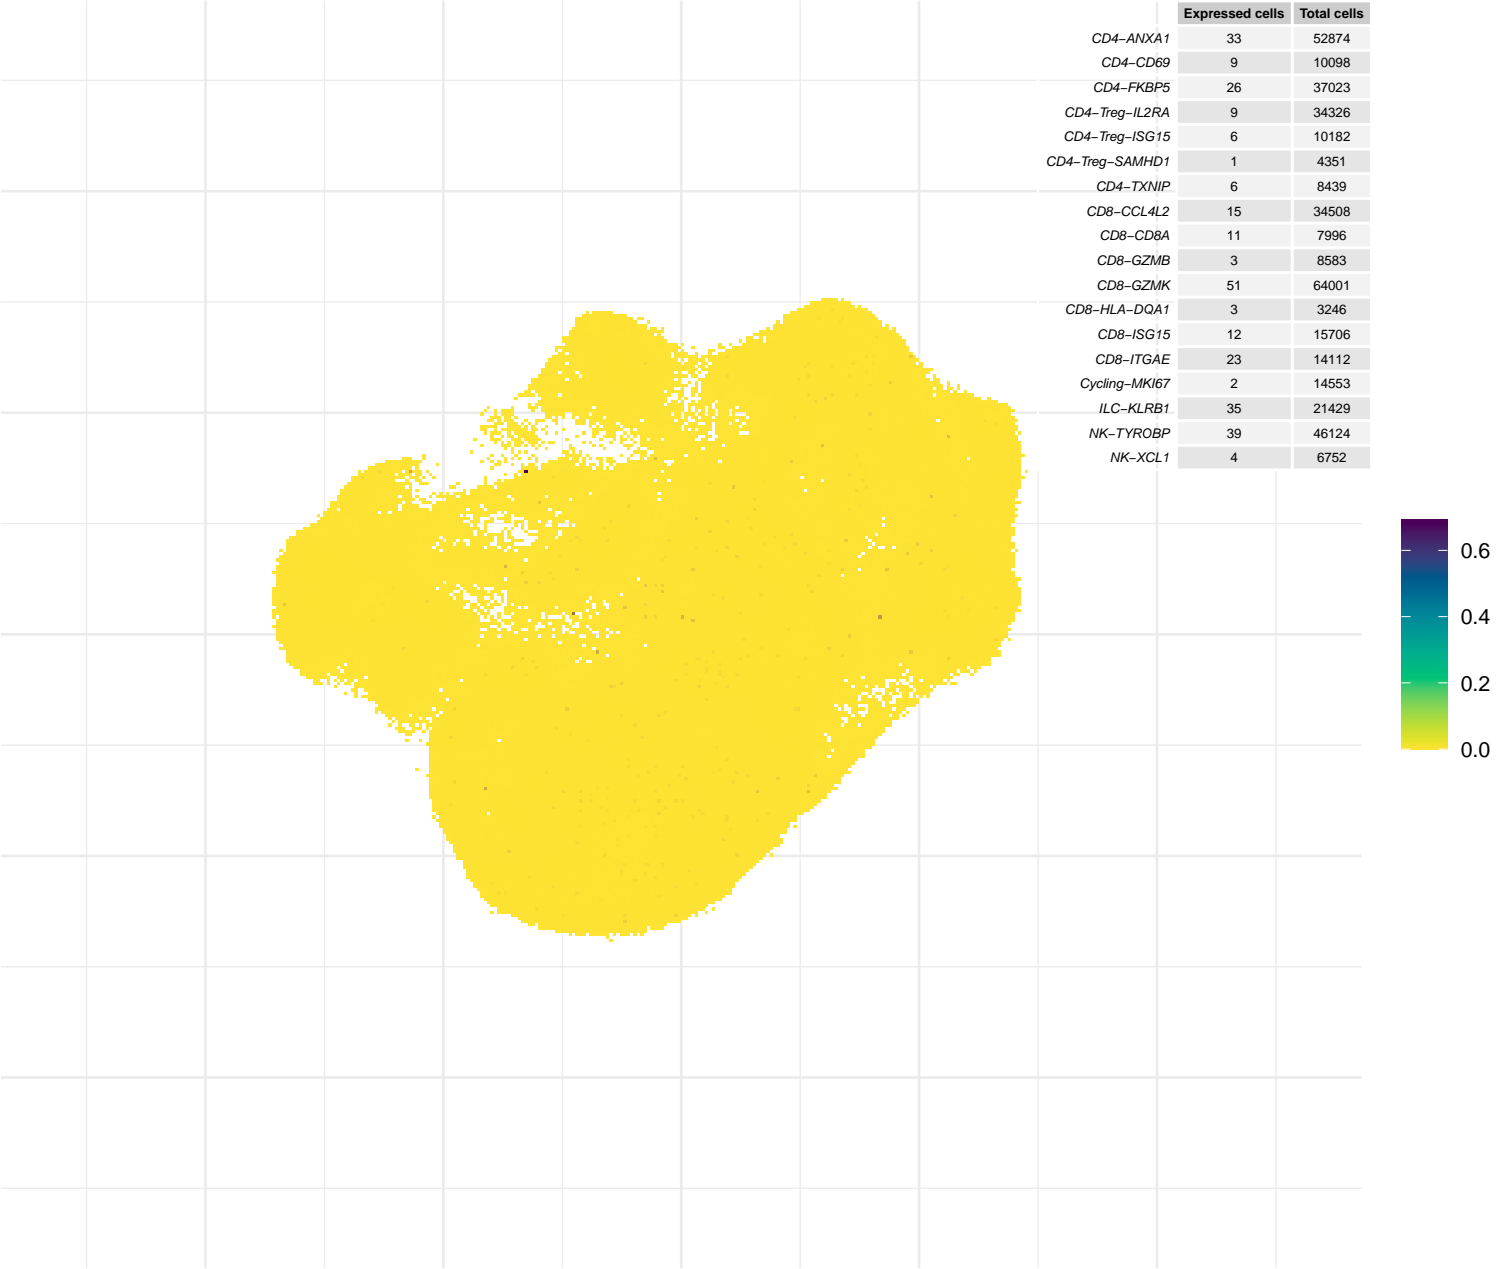 Expressed cells Total cells
CD4−ANXA1 33 52874
CD4−CD69 9 10098
CD4−FKBP5 26 37023
CD4−Treg−IL2RA 9 34326
CD4−Treg−ISG15 6 10182
CD4−Treg−SAMHD1 1 4351
CD4−TXNIP 6 8439
CD8−CCL4L2 15 34508
CD8−CD8A 11 7996
CD8−GZMB 3 8583
CD8−GZMK 51 64001
CD8−HLA−DQA1 3 3246
CD8−ISG15 12 15706
CD8−ITGAE 23 14112
Cycling−MKI67 2 14553
ILC−KLRB1 35 21429
NK−TYROBP 39 46124
NK−XCL1 4 6752
0.6
0.4
0.2
0.0